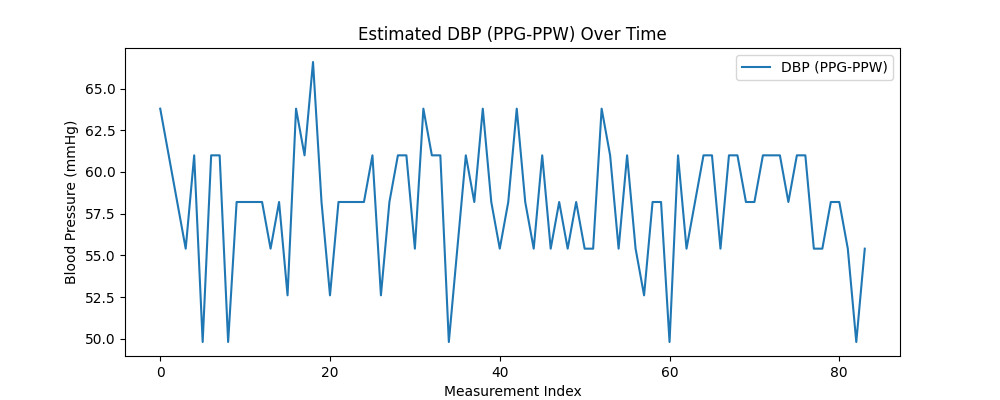 Estimated DBP (PPG-PPW) Over Time
DBP (PPG-PPW)
Blood Pressure (mmHg)
65.0
62.5
60.0
57.5
55.0
52.5
50.0
0 20 40 60 80
Measurement Index